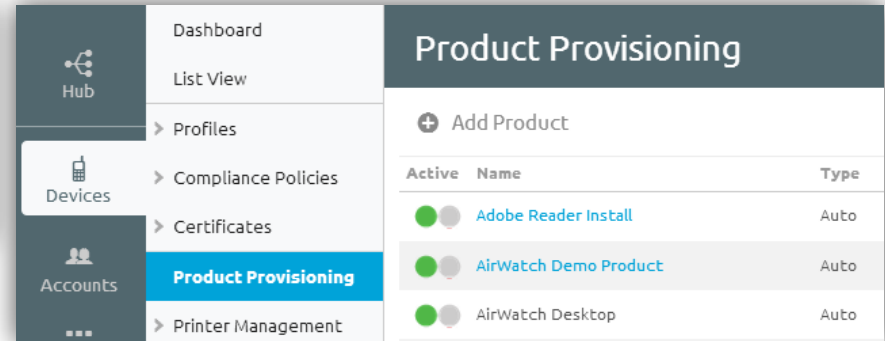 Hub
Devices
Accounts
Dashboard
List View
Profiles
Compliance Policies
Certificates
Product Provisioning
Printer Management
Product Provisioning
Add Product
Active Name Type
Adobe Reader Install Auto
AirWatch Demo Product Auto
AirWatch Desktop Auto